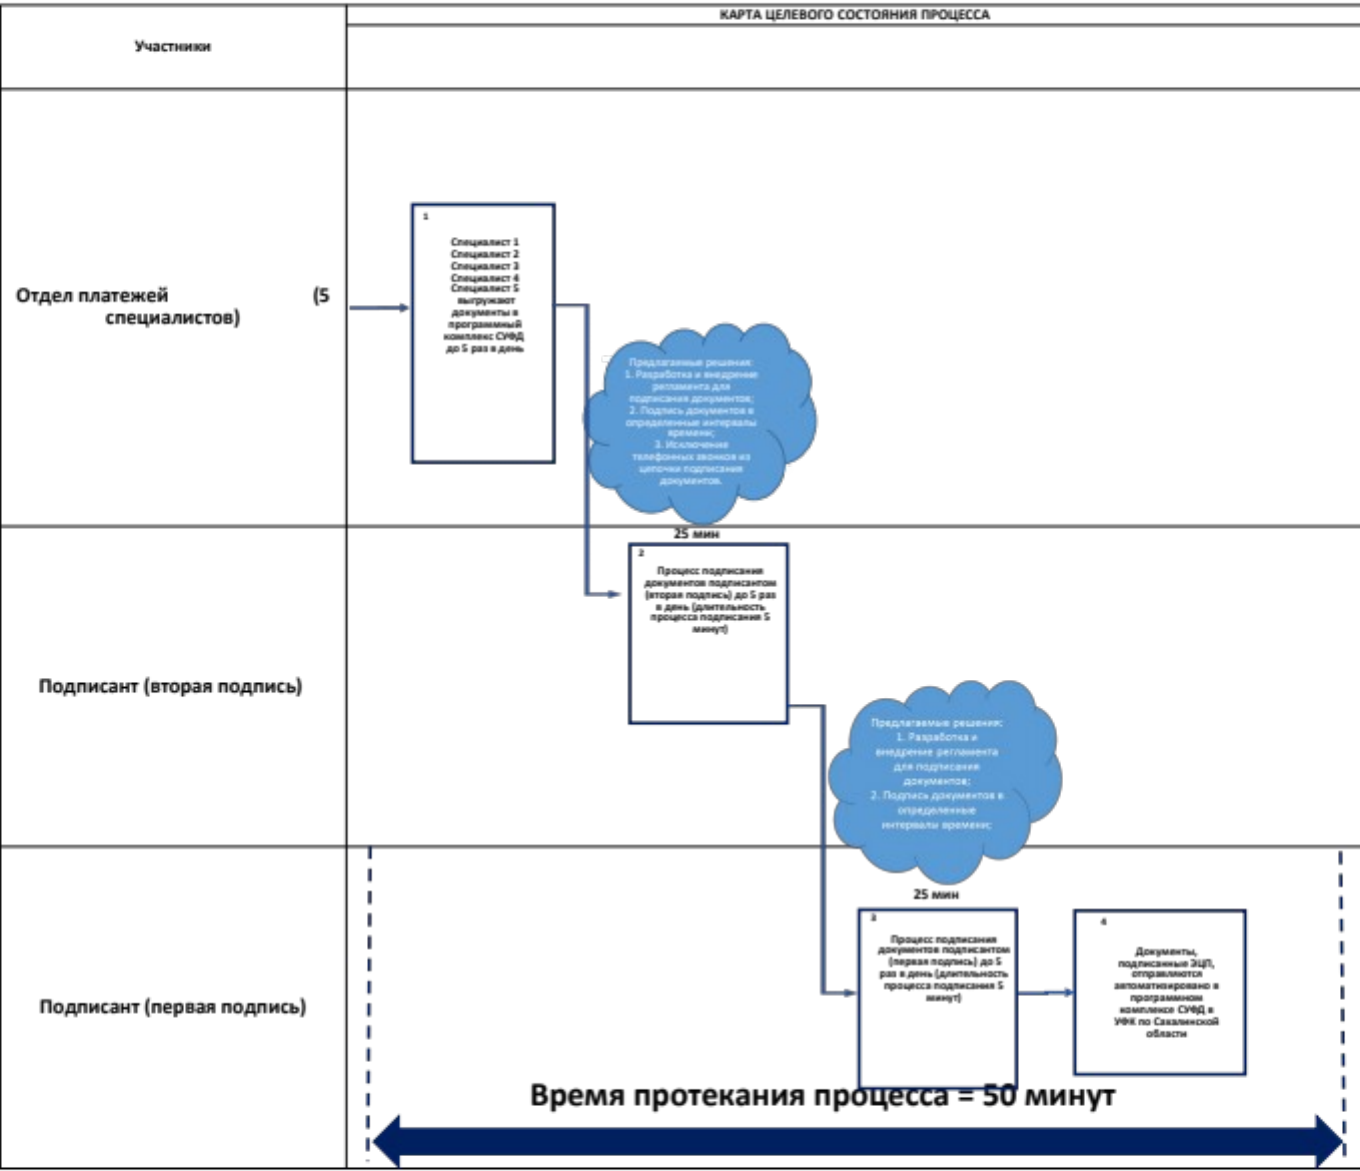 КАРТА ЦЕЛЕВОГО СОСТОЯНИЯ ПРОЦЕССА
Участники
Отдел платежей (5
специалистов)
1
Специалист 1
Специалист 2
Специалист 3
Специалист 4
Специалист 5
выгружают
документы в
программный
комплекс СУФД
до 5 раз в день
Предлагаемые решения:
1. Разработка и внедрение
регламента для
подписания документов;
2. Подпись документов в
определенные интервалы
времени;
3. Исключение
телефонных звонков из
цепочки подписания
документов.
Подписант (вторая подпись)
25 мин
2
Процесс подписания
документов подписантом
(вторая подпись) до 5 раз
в день (длительность
процесса подписания 5
минут)
Предлагаемые решения:
1. Разработка и
внедрение регламента
для подписания
документов;
2. Подпись документов в
определенные
интервалы времени;
Подписант (первая подпись)
25 мин
3
Процесс подписания
документов подписантом
(первая подпись) до 5
раз в день (длительность
процесса подписания 5
минут)
4
Документы,
подписанные ЭЦП,
отправляются
автоматизировано в
программном
комплексе СУФД в
УФК по Сахалинской
области
Время протекания процесса = 50 минут